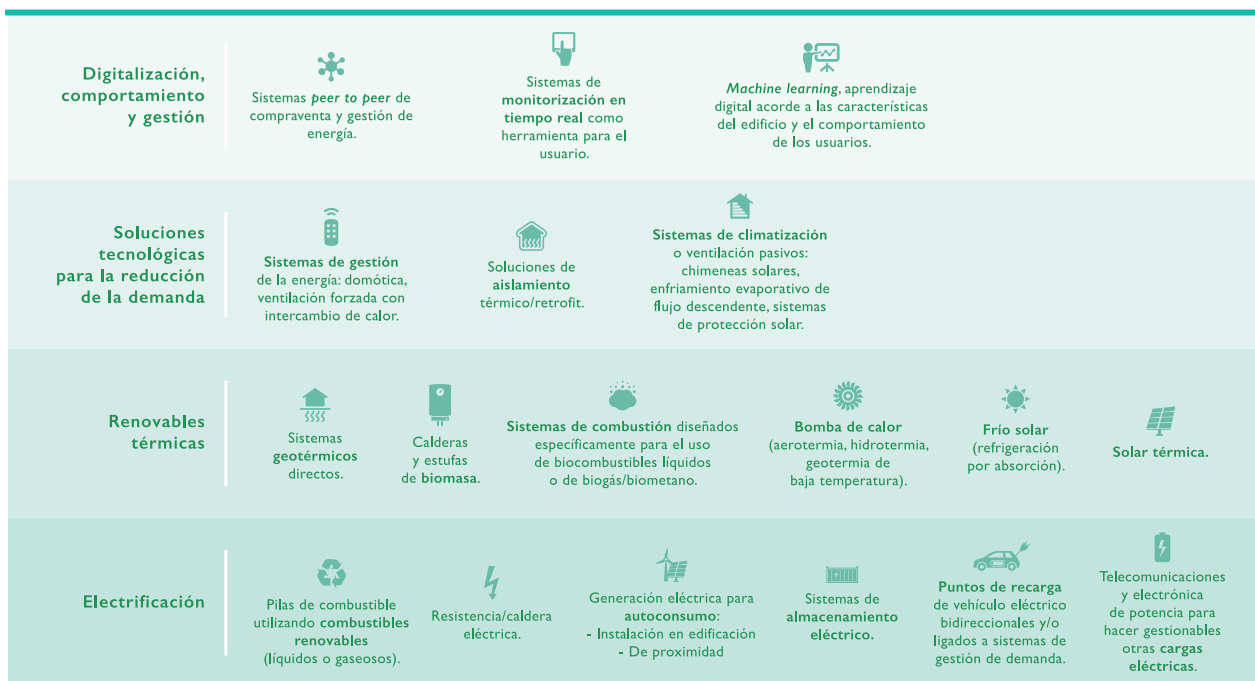 Digitalización,
comportamiento
y gestión
Sistemas peer to peer de
compraventa y gestión de
energía.
Sistemas de
monitorización en
tiempo real como
herramienta para el
usuario.
Machine learning, aprendizaje
digital acorde a las características
del edificio y el comportamiento
de los usuarios.
Soluciones
tecnológicas
para la reducción
de la demanda
Sistemas de gestión
de la energía: domótica,
ventilación forzada con
intercambio de calor.
Soluciones de
aislamiento
térmico/retrofit.
Sistemas de climatización
o ventilación pasivos:
chimeneas solares,
enfriamiento evaporativo de
flujo descendente, sistemas
de protección solar.
Renovables
térmicas
Sistemas
geotérmicos
directos.
Calderas
y estufas
de biomasa.
Sistemas de combustión diseñados
específicamente para el uso
de biocombustibles líquidos
o de biogás/biometano.
Bomba de calor
(aerotermia, hidrotermia,
geotermia de
baja temperatura).
Frío solar
(refrigeración
por absorción).
Solar térmica.
Electrificación
Pilas de combustible
utilizando combustibles
renovables
(líquidos o gaseosos).
Resistencia/caldera
eléctrica.
Generación eléctrica para
autoconsumo:
- Instalación en edificación
- De proximidad
Sistemas de
almacenamiento
eléctrico.
Puntos de recarga
de vehículo eléctrico
bidireccionales y/o
ligados a sistemas de
gestión de demanda.
Telecomunicaciones
y electrónica
de potencia para
hacer gestionables
otras cargas
eléctricas.